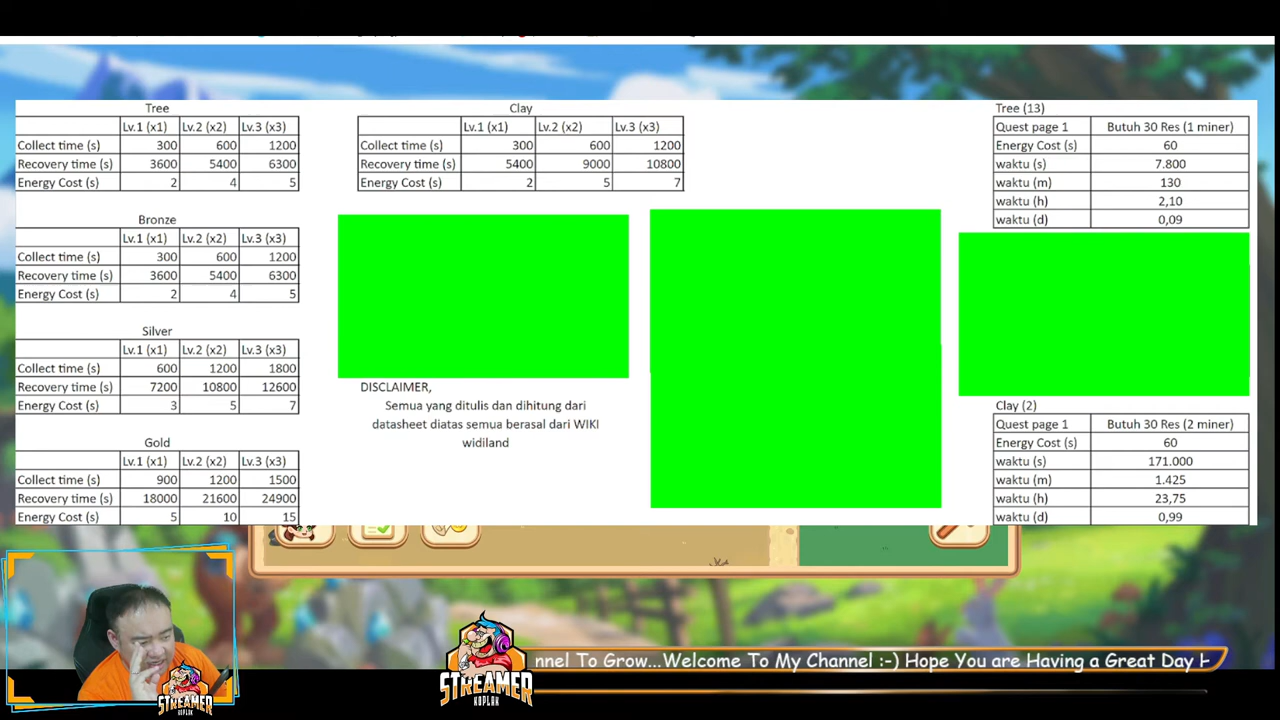 Tree
Lv.1 (x1) Lv.2 (x2) Lv.3 (x3)
Collect time (s) 300 600 1200
Recovery time (s) 3600 5400 6300
Energy Cost (s) 2 4 5
Bronze
Lv.1 (x1) Lv.2 (x2) Lv.3 (x3)
Collect time (s) 300 600 1200
Recovery time (s) 3600 5400 6300
Energy Cost (s) 2 4 5
Silver
Lv.1 (x1) Lv.2 (x2) Lv.3 (x3)
Collect time (s) 600 1200 1800
Recovery time (s) 7200 10800 12600
Energy Cost (s) 3 5 7
Gold
Lv.1 (x1) Lv.2 (x2) Lv.3 (x3)
Collect time (s) 900 1200 1500
Recovery time (s) 18000 21600 24900
Energy Cost (s) 5 10 15
Clay
Lv.1 (x1) Lv.2 (x2) Lv.3 (x3)
Collect time (s) 300 600 1200
Recovery time (s) 5400 9000 10800
Energy Cost (s) 2 5 7
DISCLAIMER,
Semua yang ditulis dan dihitung dari
datasheet diatas semua berasal dari WIKI
widiland
Tree (13)
Quest page 1 Butuh 30 Res (1 miner)
Energy Cost (s) 60
waktu (s) 7.800
waktu (m) 130
waktu (h) 2,10
waktu (d) 0,09
Clay (2)
Quest page 1 Butuh 30 Res (2 miner)
Energy Cost (s) 60
waktu (s) 171.000
waktu (m) 1.425
waktu (h) 23,75
waktu (d) 0,99
STREAMER
KOPLAK
STREAMER
KOPLAK
nnel To Grow...Welcome To My Channel :-) Hope You are Having a Great Day